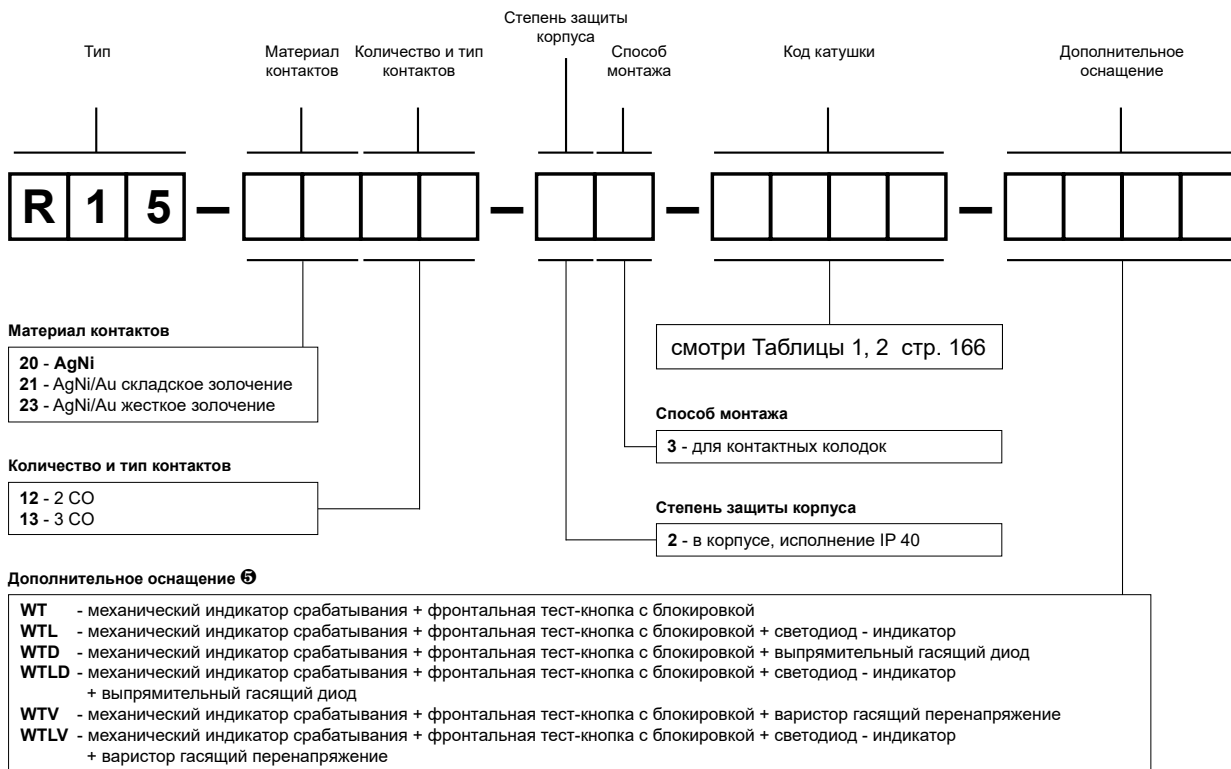 Степень защиты
корпуса
Тип
Материал
контактов
Количество и тип
контактов
Способ
монтажа
Код катушки
Дополнительное
оснащение
R 1 5 – – – –
Материал контактов
20 - AgNi
21 - AgNi/Au складское золочение
23 - AgNi/Au жесткое золочение
смотри Таблицы 1, 2 стр. 166
Способ монтажа
3 - для контактных колодок
Количество и тип контактов
12 - 2 CO
13 - 3 CO
Степень защиты корпуса
2 - в корпусе, исполнение IP 40
Дополнительное оснащение ❺
WT - механический индикатор срабатывания + фронтальная тест-кнопка с блокировкой
WTL - механический индикатор срабатывания + фронтальная тест-кнопка с блокировкой + светодиод - индикатор
WTD - механический индикатор срабатывания + фронтальная тест-кнопка с блокировкой + выпрямительный гасящий диод
WTLD - механический индикатор срабатывания + фронтальная тест-кнопка с блокировкой + светодиод - индикатор
+ выпрямительный гасящий диод
WTV - механический индикатор срабатывания + фронтальная тест-кнопка с блокировкой + варистор гасящий перенапряжение
WTLV - механический индикатор срабатывания + фронтальная тест-кнопка с блокировкой + светодиод - индикатор
+ варистор гасящий перенапряжение